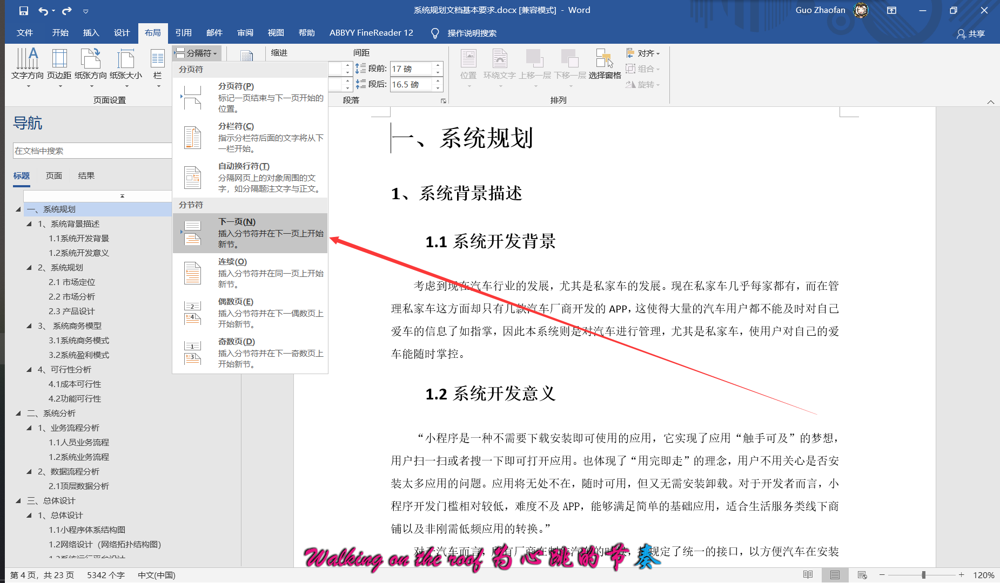 系统规划文档基本要求.docx [兼容模式] - Word
Guo Zhaofan
文件 开始 插入 设计 布局 引用 邮件 审阅 视图 帮助 ABBYY FineReader 12 操作说明搜索
共享
文字方向 页边距 纸张方向 纸张大小 栏
页面设置
分隔符
缩进 间距
段前: 17 磅
段后: 16.5 磅
段落
位置 环绕文字 上移一层 下移一层 选择窗格
对齐
组合
旋转
排列
分页符
分页符(P)
标记一页结束与下一页开始的
位置。
分栏符(C)
指示分栏符后面的文字将从下
一栏开始。
自动换行符(T)
分隔网页上的对象周围的文
字，如分隔题注文字与正文。
分节符
下一页(N)
插入分节符并在下一页上开始
新节。
连续(O)
插入分节符并在同一页上开始
新节。
偶数页(E)
插入分节符并在下一偶数页上
开始新节。
奇数页(D)
插入分节符并在下一奇数页上
开始新节。
导航
在文档中搜索
标题 页面 结果
一、系统规划
1、系统背景描述
1.1系统开发背景
1.2系统开发意义
2、系统规划
2.1 市场定位
2.2 市场分析
2.3 产品设计
3、 系统商务模型
3.1系统商务模式
3.2系统盈利模式
4、可行性分析
4.1成本可行性
4.2功能可行性
二、系统分析
1、业务流程分析
1.1人员业务流程
1.2系统业务流程
2、数据流程分析
2.1顶层数据分析
三、总体设计
1、总体设计
1.1小程序体系结构图
1.2网络设计（网络拓扑结构图）
1.3系统运行平台设计
一、系统规划
1、系统背景描述
1.1 系统开发背景
考虑到现在汽车行业的发展，尤其是私家车的发展。现在私家车几乎每家都有，而在管
理私家车这方面却只有几款汽车厂商开发的 APP，这使得大量的汽车用户都不能及时对自己
爱车的信息了如指掌，因此本系统则是对汽车进行管理，尤其是私家车，使用户对自己的爱
车能随时掌控。
1.2 系统开发意义
“小程序是一种不需要下载安装即可使用的应用，它实现了应用“触手可及”的梦想，
用户扫一扫或者搜一下即可打开应用。也体现了“用完即走”的理念，用户不用关心是否安
装太多应用的问题。应用将无处不在，随时可用，但又无需安装卸载。对于开发者而言，小
程序开发门槛相对较低，难度不及 APP，能够满足简单的基础应用，适合生活服务类线下商
铺以及非刚需低频应用的转换。”
对于汽车而言，所有厂商在制造汽车的时候，都规定了统一的接口，以方便汽车在安装
Walking on the roof 为心跳的节奏
第 4 页，共 23 页 5342 个字 中文(中国)
120%